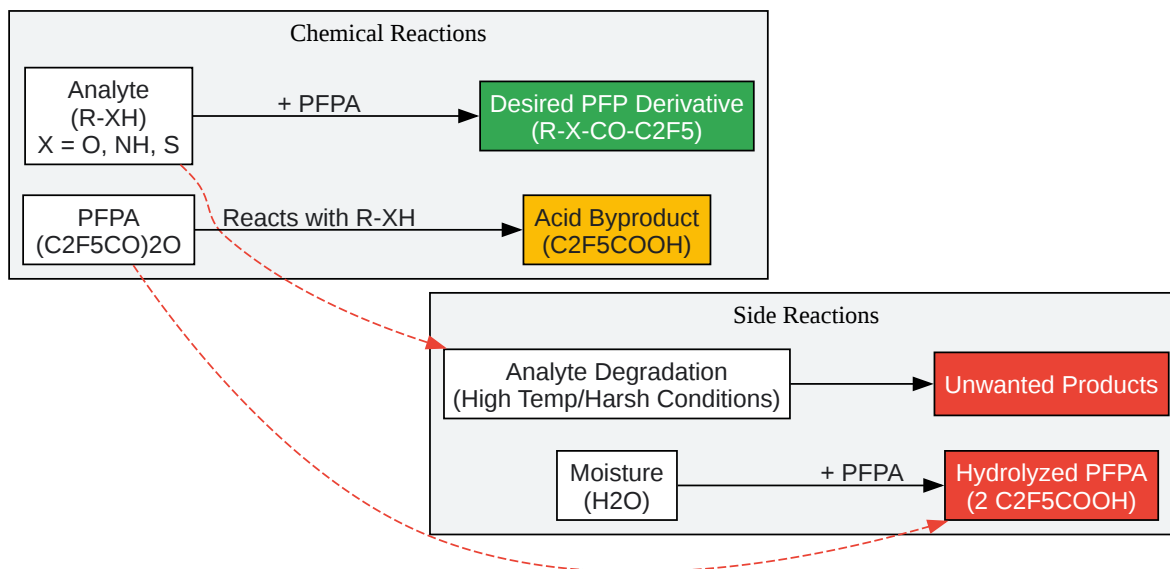 Chemical Reactions
Analyte
(R-XH)
X = O, NH, S
+ PFPA
Desired PFP Derivative
(R-X-CO-C2F5)
PFPA
(C2F5CO)2O
Reacts with R-XH
Acid Byproduct
(C2F5COOH)
Side Reactions
Analyte Degradation
(High Temp/Harsh Conditions)
Unwanted Products
Moisture
(H2O)
+ PFPA
Hydrolyzed PFPA
(2 C2F5COOH)